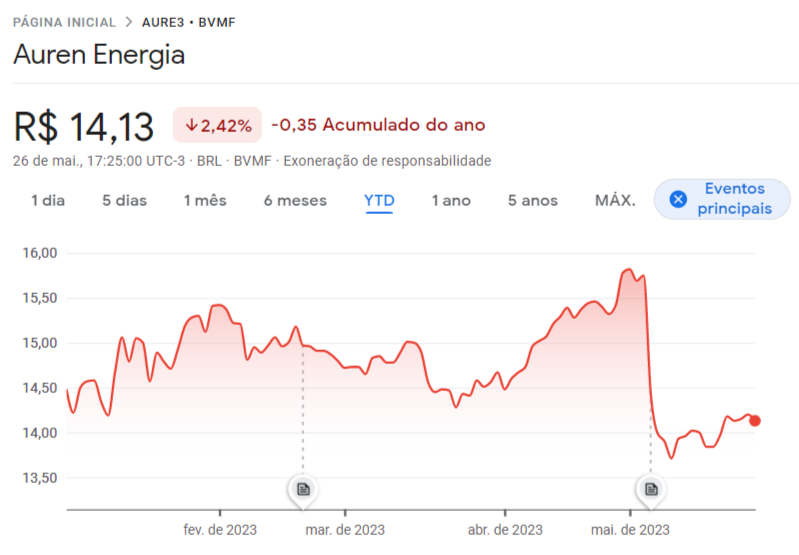 PÁGINA INICIAL > AURE3 • BVMF
Auren Energia
R$ 14,13 ↓2,42% -0,35 Acumulado do ano
26 de mai., 17:25:00 UTC-3 · BRL · BVMF · Exoneração de responsabilidade
1 dia 5 dias 1 mês 6 meses YTD 1 ano 5 anos MÁX. Eventos principais
16,00
15,50
15,00
14,50
14,00
13,50
fev. de 2023 mar. de 2023 abr. de 2023 mai. de 2023